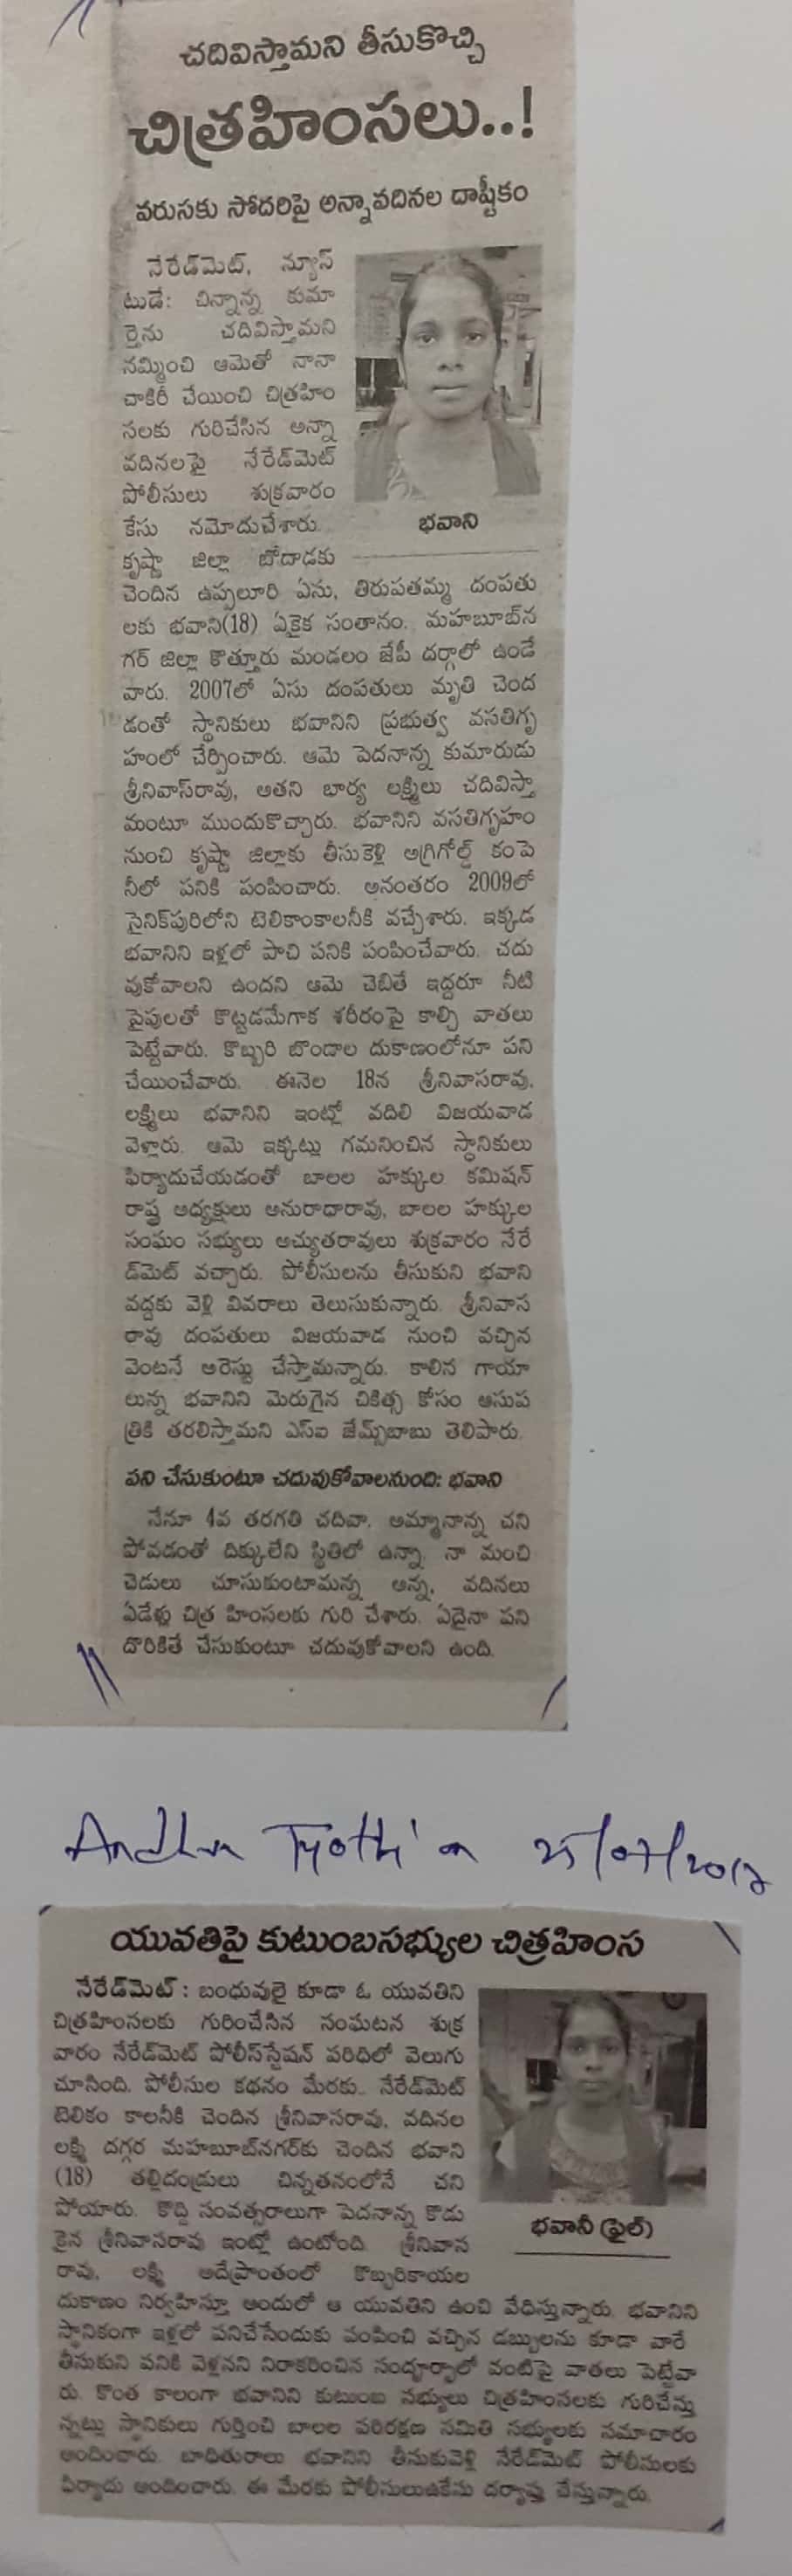 చదివిస్తామని తీసుకొచ్చి
చిత్రహింసలు..!
వరుసకు సోదరిపై అన్నావదినల దాష్టీకం
నేరేడ్‌మెట్, న్యూస్
టుడే: చిన్నాన్న కుమా
ర్తెను చదివిస్తామని
నమ్మించి ఆమెతో నానా
చాకిరీ చేయించి చిత్రహిం
సలకు గురిచేసిన అన్నా
వదినలపై నేరేడ్‌మెట్
పోలీసులు శుక్రవారం
కేసు నమోదుచేశారు.
కృష్ణా జిల్లా బోదాడకు
భవాని
చెందిన ఉప్పలూరి ఏసు, తిరుపతమ్మ దంపతు
లకు భవాని(18) ఏకైక సంతానం. మహబూబ్‌న
గర్ జిల్లా కొత్తూరు మండలం జేపీ దర్గాలో ఉండే
వారు. 2007లో ఏసు దంపతులు మృతి చెంద
డంతో స్థానికులు భవానిని ప్రభుత్వ వసతిగృ
హంలో చేర్పించారు. ఆమె పెదనాన్న కుమారుడు
శ్రీనివాస్‌రావు, అతని బార్య లక్ష్మిలు చదివిస్తా
మంటూ ముందుకొచ్చారు. భవానిని వసతిగృహం
నుంచి కృష్ణా జిల్లాకు తీసుకెళ్లి అగ్రిగోల్డ్ కంపె
నీలో పనికి పంపించారు. అనంతరం 2009లో
సైనిక్‌పురిలోని టెలికాంకాలనీకి వచ్చేశారు. ఇక్కడ
భవానిని ఇళ్లలో పాచి పనికి పంపించేవారు. చదు
వుకోవాలని ఉందని ఆమె చెబితే ఇద్దరూ నీటి
పైపులతో కొట్టడమేగాక శరీరంపై కాల్చి వాతలు
పెట్టేవారు. కొబ్బరి బొండాల దుకాణంలోనూ పని
చేయించేవారు. ఈనెల 18న శ్రీనివాసరావు,
లక్ష్మిలు భవానిని ఇంట్లో వదిలి విజయవాడ
వెళ్లారు. ఆమె ఇక్కట్లు గమనించిన స్థానికులు
ఫిర్యాదుచేయడంతో బాలల హక్కుల కమిషన్
రాష్ట్ర అధ్యక్షులు అనురాధారావు, బాలల హక్కుల
సంఘం సభ్యులు అచ్యుతరావులు శుక్రవారం నేరే
డ్‌మెట్ వచ్చారు. పోలీసులను తీసుకుని భవాని
వద్దకు వెళ్లి వివరాలు తెలుసుకున్నారు. శ్రీనివాస
రావు దంపతులు విజయవాడ నుంచి వచ్చిన
వెంటనే అరెస్టు చేస్తామన్నారు. కాలిన గాయా
లున్న భవానిని మెరుగైన చికిత్స కోసం ఆసుప
త్రికి తరలిస్తామని ఎస్ఐ జేమ్స్‌బాబు తెలిపారు.
పని చేసుకుంటూ చదువుకోవాలనుంది: భవాని
నేనూ 4వ తరగతి చదివా. అమ్మానాన్న చని
పోవడంతో దిక్కులేని స్థితిలో ఉన్నా. నా మంచి
చెడులు చూసుకుంటామన్న అన్న, వదినలు
ఏడేళ్లు చిత్ర హింసలకు గురి చేశారు. ఏదైనా పని
దొరికితే చేసుకుంటూ చదువుకోవాలని ఉంది.
Andhra Jyothi on 25/07/2017
యువతిపై కుటుంబసభ్యుల చిత్రహింస
నేరేడ్‌మెట్ : బంధువులై కూడా ఓ యువతిని
చిత్రహింసలకు గురించేసిన సంఘటన శుక్ర
వారం నేరేడ్‌మెట్ పోలీస్‌స్టేషన్ పరిధిలో వెలుగు
చూసింది. పోలీసుల కథనం మేరకు.. నేరేడ్‌మెట్
టెలికం కాలనీకి చెందిన శ్రీనివాసరావు, వదినల
లక్ష్మి దగ్గర మహబూబ్‌నగర్‌కు చెందిన భవాని
(18) తల్లిదండ్రులు చిన్నతనంలోనే చని
పోయారు. కొద్ది సంవత్సరాలుగా పెదనాన్న కొడు
కైన శ్రీనివాసరావు ఇంట్లో ఉంటోంది. శ్రీనివాస
రావు, లక్ష్మి అదేప్రాంతంలో కొబ్బరికాయల
భవానీ (ఫైల్)
దుకాణం నిర్వహిస్తూ అందులో ఆ యువతిని ఉంచి వేధిస్తున్నారు. భవానిని
స్థానికంగా ఇళ్లలో పనిచేసేందుకు పంపించి వచ్చిన డబ్బులను కూడా వారే
తీసుకుని పనికి వెళ్లనని నిరాకరించిన సందర్భాల్లో వంటిపై వాతలు పెట్టేవా
రు. కొంత కాలంగా భవానిని కుటుంబ సభ్యులు చిత్రహింసలకు గురిచేస్తు
న్నట్లు స్థానికులు గుర్తించి బాలల పరిరక్షణ సమితి సభ్యులకు సమాచారం
అందించారు. బాధితురాలు భవానిని తీసుకువెళ్లి నేరేడ్‌మెట్ పోలీసులకు
ఫిర్యాదు అందించారు. ఈ మేరకు పోలీసులు కేసు దర్యాప్తు చేస్తున్నారు.